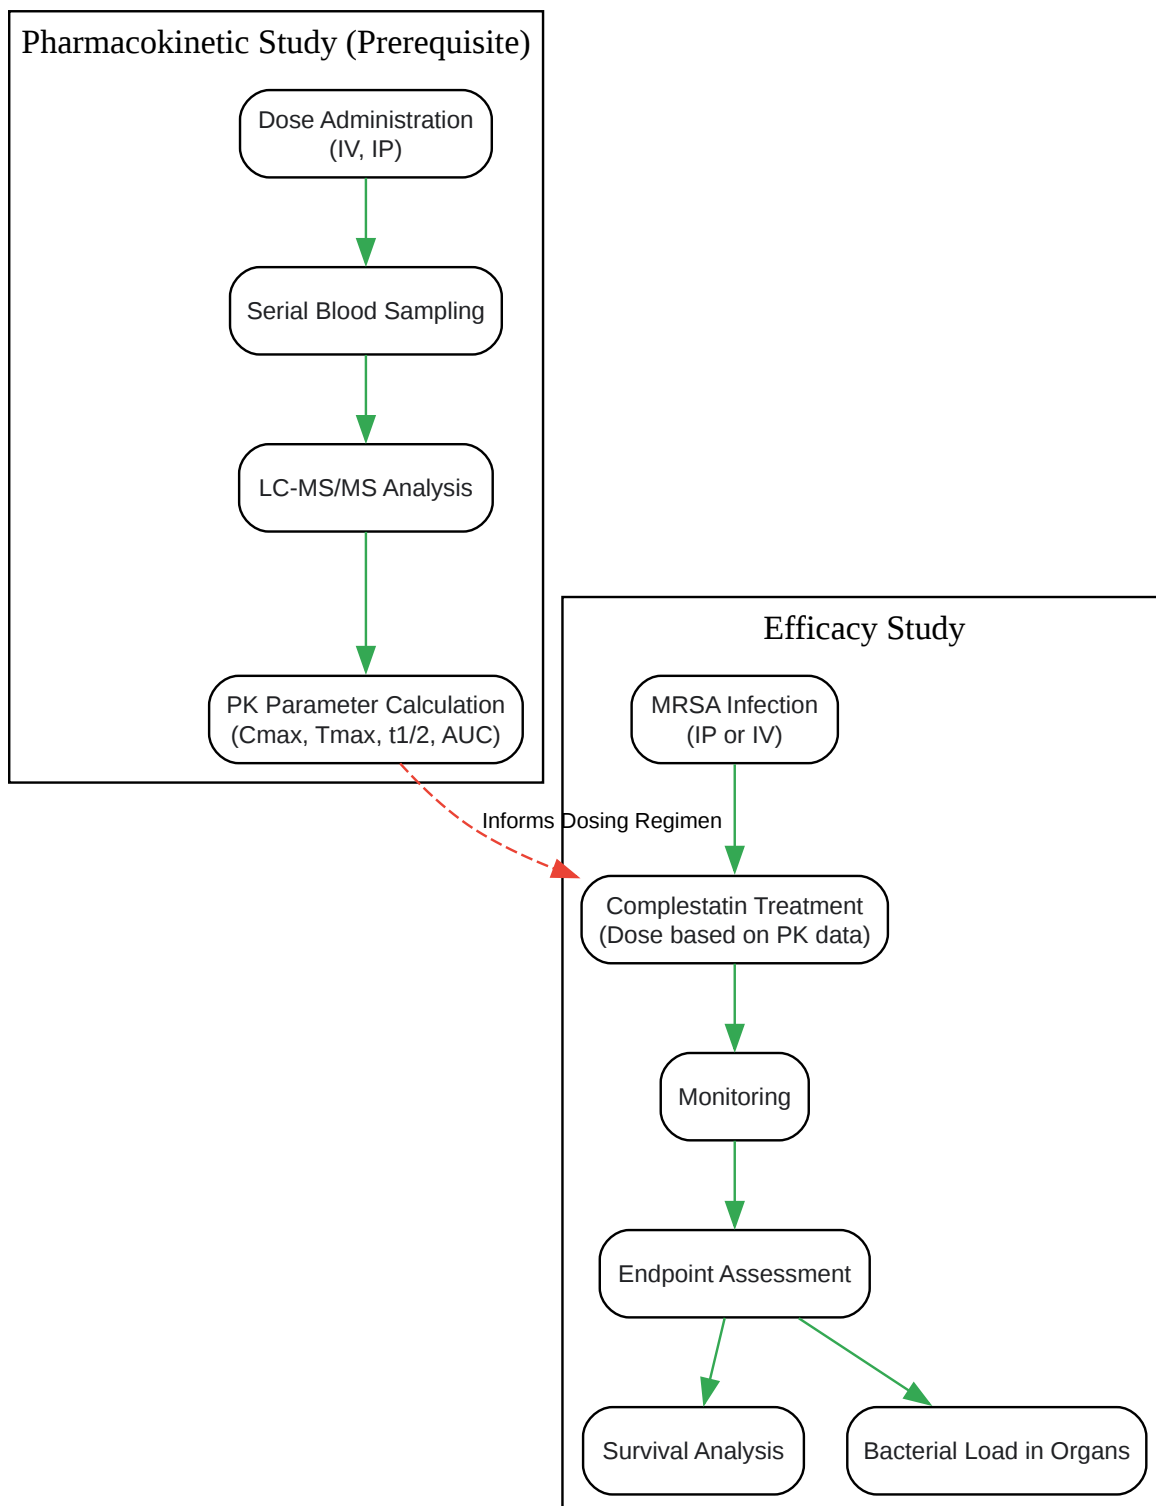 Pharmacokinetic Study (Prerequisite)
Dose Administration
(IV, IP)
Serial Blood Sampling
LC-MS/MS Analysis
PK Parameter Calculation
(Cmax, Tmax, t1/2, AUC)
Informs Dosing Regimen
Efficacy Study
MRSA Infection
(IP or IV)
Complestatin Treatment
(Dose based on PK data)
Monitoring
Endpoint Assessment
Survival Analysis
Bacterial Load in Organs